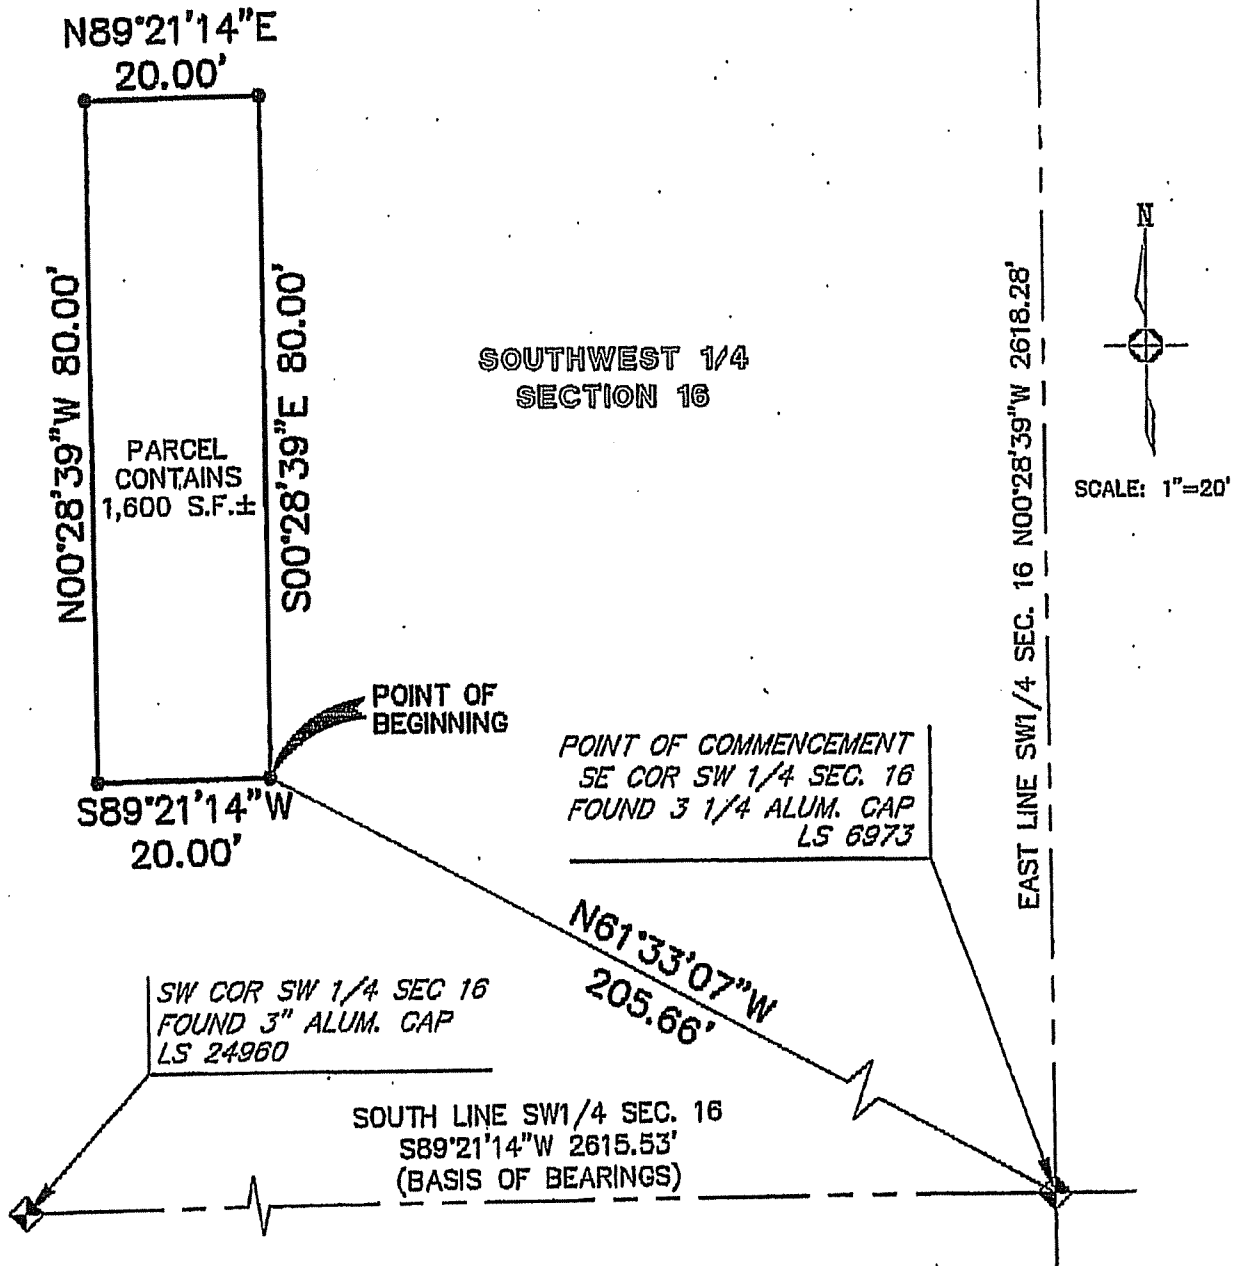 N89°21'14"E
20.00'
N00°28'39"W 80.00'
S00°28'39"E 80.00'
PARCEL
CONTAINS
1,600 S.F.±
SOUTHWEST 1/4
SECTION 16
N
SCALE: 1"=20'
EAST LINE SW1/4 SEC. 16 N00°28'39"W 2618.28'
POINT OF
BEGINNING
S89°21'14"W
20.00'
POINT OF COMMENCEMENT
SE COR SW 1/4 SEC. 16
FOUND 3 1/4 ALUM. CAP
LS 6973
N61°33'07"W
205.66'
SW COR SW 1/4 SEC 16
FOUND 3" ALUM. CAP
LS 24960
SOUTH LINE SW1/4 SEC. 16
S89°21'14"W 2615.53'
(BASIS OF BEARINGS)